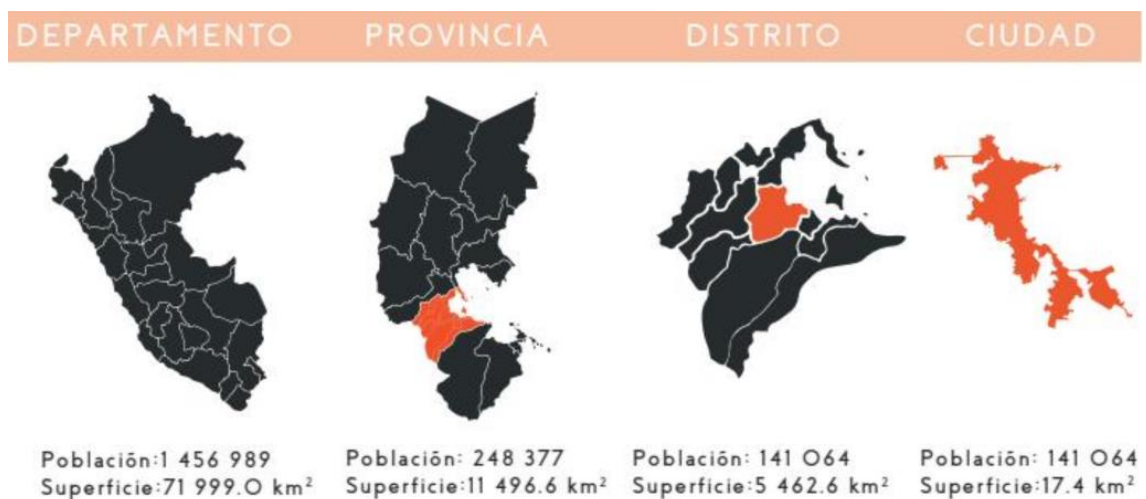 DEPARTAMENTO
PROVINCIA
DISTRITO
CIUDAD
Población:1 456 989
Superficie:71 999.0 km²
Población: 248 377
Superficie:11 496.6 km²
Población: 141 064
Superficie:5 462.6 km²
Población: 141 064
Superficie:17.4 km²